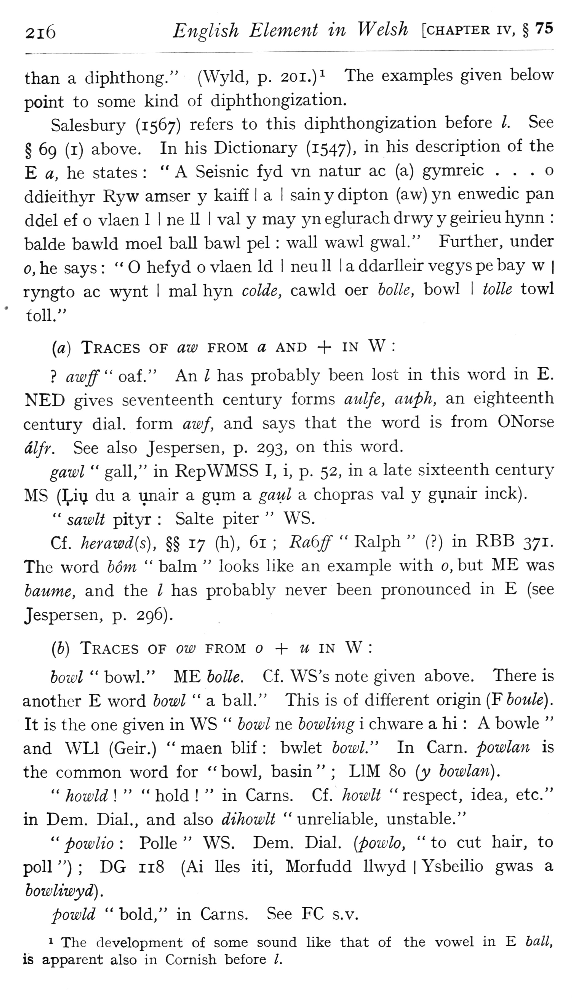 216 English Element in Welsh [CHAPTER IV, § 75
than a diphthong.” (Wyld, p. 201.)¹ The examples given below
point to some kind of diphthongization.
Salesbury (1567) refers to this diphthongization before l. See
§ 69 (1) above. In his Dictionary (1547), in his description of the
E a, he states : “ A Seisnic fyd vn natur ac (a) gymreic . . . o
ddieithyr Ryw amser y kaiff | a | sain y dipton (aw) yn enwedic pan
ddel ef o vlaen l | ne ll | val y may yn eglurach drwy y geirieu hynn :
balde bawld moel ball bawl pel : wall wawl gwal.” Further, under
o, he says : “ O hefyd o vlaen ld | neu ll | a ddarlleir vegys pe bay w |
ryngto ac wynt | mal hyn colde, cawld oer bolle, bowl | tolle towl
toll.”
(a) TRACES OF aw FROM a AND + IN W :
? awff “ oaf.” An l has probably been lost in this word in E.
NED gives seventeenth century forms aulfe, auph, an eighteenth
century dial. form awf, and says that the word is from ONorse
álfr. See also Jespersen, p. 293, on this word.
gawl “ gall,” in RepWMSS I, i, p. 52, in a late sixteenth century
MS (Ḷiụ du a ụnair a gụm a gaụl a chopras val y gụnair inck).
“ sawlt pityr : Salte piter ” WS.
Cf. herawd(s), §§ 17 (h), 61 ; Ra6ff “ Ralph ” (?) in RBB 371.
The word bôm “ balm ” looks like an example with o, but ME was
baume, and the l has probably never been pronounced in E (see
Jespersen, p. 296).
(b) TRACES OF ow FROM o + u IN W :
bowl “ bowl.” ME bolle. Cf. WS’s note given above. There is
another E word bowl “ a ball.” This is of different origin (F boule).
It is the one given in WS “ bowl ne bowling i chware a hi : A bowle ”
and WLl (Geir.) “ maen blif : bwlet bowl.” In Carn. powlan is
the common word for “ bowl, basin ” ; LlM 80 (y bowlan).
“ howld ! ” “ hold ! ” in Carns. Cf. howlt “ respect, idea, etc.”
in Dem. Dial., and also dihowlt “ unreliable, unstable.”
“ powlio : Polle ” WS. Dem. Dial. (powlo, “ to cut hair, to
poll ”) ; DG 118 (Ai lles iti, Morfudd llwyd | Ysbeilio gwas a
bowliwyd).
powld “ bold,” in Carns. See FC s.v.
¹ The development of some sound like that of the vowel in E ball,
is apparent also in Cornish before l.